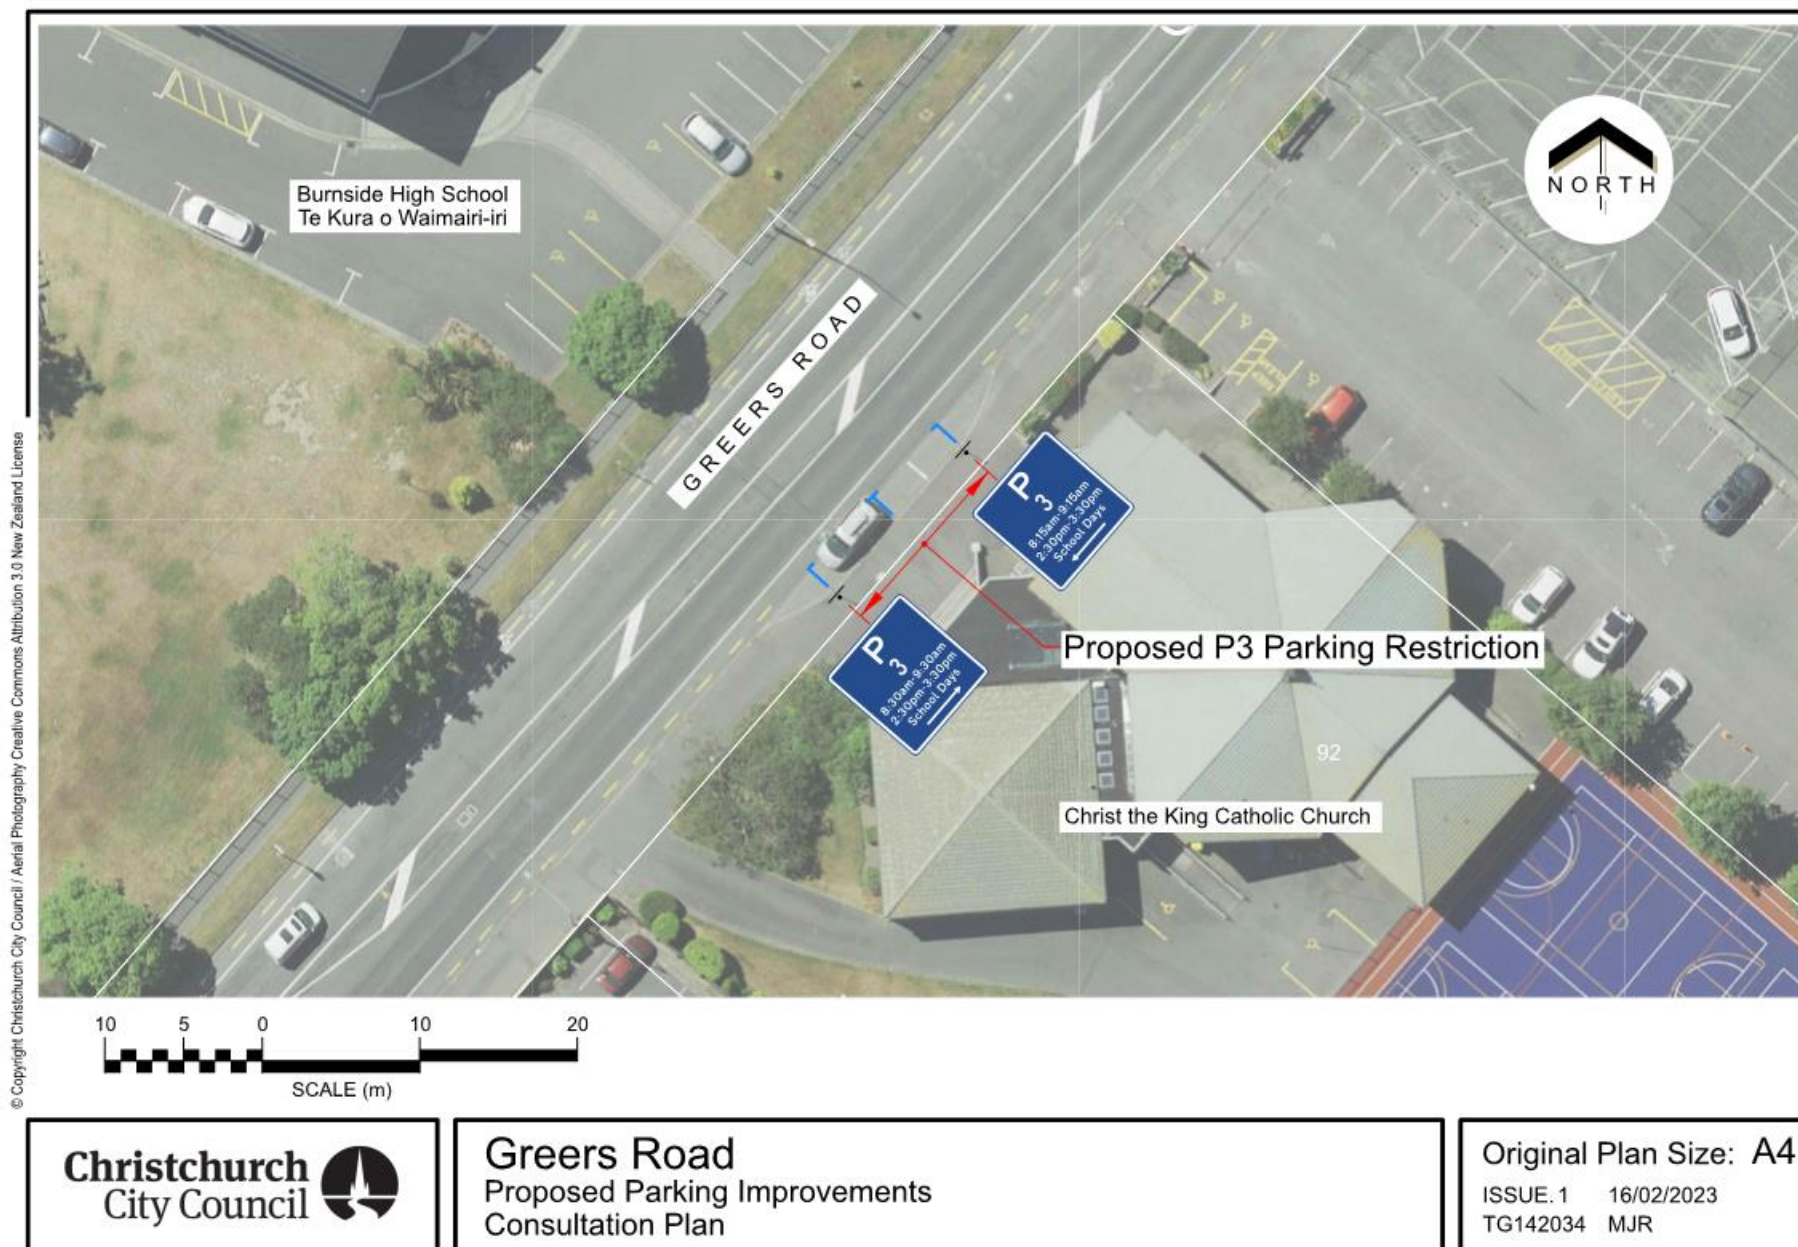 Burnside High School
Te Kura o Waimairi-iri
NORTH
GREERS ROAD
P
3
8:15am-9:15am
2:30pm-3:30pm
School Days
P
3
8:30am-9:30am
2:30pm-3:30pm
School Days
Proposed P3 Parking Restriction
92
Christ the King Catholic Church
© Copyright Christchurch City Council / Aerial Photography Creative Commons Attribution 3.0 New Zealand License
10 5 0 10 20
SCALE (m)
Christchurch
City Council
Greers Road
Proposed Parking Improvements
Consultation Plan
Original Plan Size: A4
ISSUE. 1 16/02/2023
TG142034 MJR